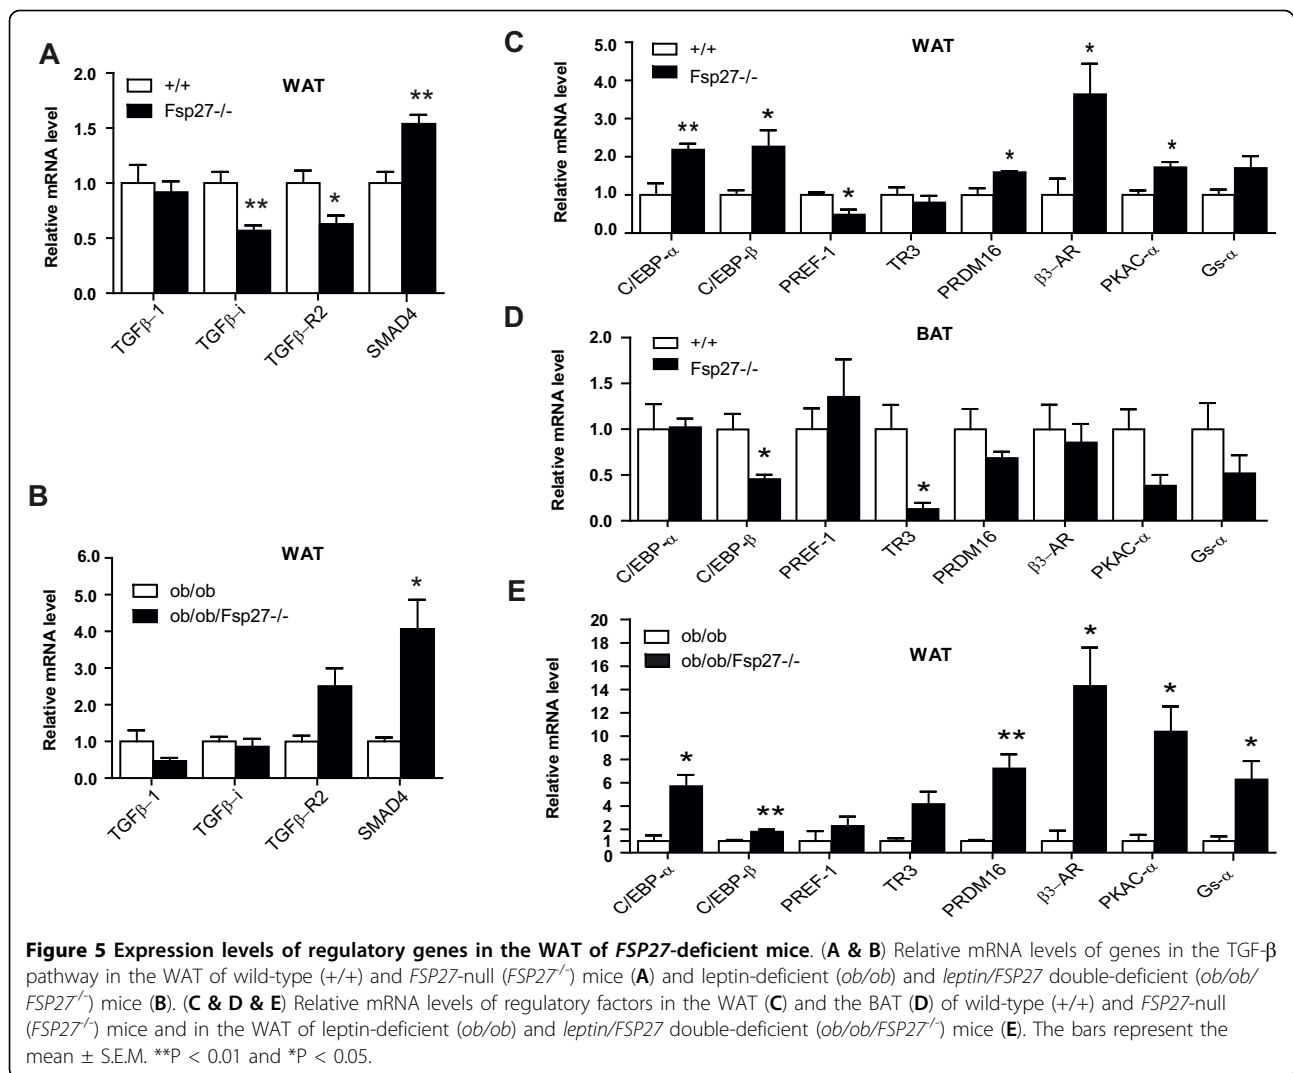 A
WAT
+/+
Fsp27-/-
Relative mRNA level
2.0
1.5
1.0
0.5
0.0
**
*
**
TGFβ–1
TGFβ–i
TGFβ–R2
SMAD4
B
WAT
ob/ob
ob/ob/Fsp27-/-
Relative mRNA level
6.0
5.0
4.0
3.0
2.0
1.0
0.0
*
TGFβ–1
TGFβ–i
TGFβ–R2
SMAD4
C
WAT
+/+
Fsp27-/-
Relative mRNA level
5.0
4.0
3.0
2.0
1.0
0.0
**
*
*
*
*
*
C/EBP-α
C/EBP-β
PREF-1
TR3
PRDM16
β3–AR
PKAC-α
Gs-α
D
BAT
+/+
Fsp27-/-
Relative mRNA level
2.0
1.5
1.0
0.5
0.0
*
*
C/EBP-α
C/EBP-β
PREF-1
TR3
PRDM16
β3–AR
PKAC-α
Gs-α
E
WAT
ob/ob
ob/ob/Fsp27-/-
Relative mRNA level
20
18
16
14
12
10
8
6
4
2
1
0
*
**
**
*
*
*
C/EBP-α
C/EBP-β
PREF-1
TR3
PRDM16
β3–AR
PKAC-α
Gs-α
Figure 5 Expression levels of regulatory genes in the WAT of FSP27-deficient mice. (A & B) Relative mRNA levels of genes in the TGF-β
pathway in the WAT of wild-type (+/+) and FSP27-null (FSP27-/-) mice (A) and leptin-deficient (ob/ob) and leptin/FSP27 double-deficient (ob/ob/
FSP27-/-) mice (B). (C & D & E) Relative mRNA levels of regulatory factors in the WAT (C) and the BAT (D) of wild-type (+/+) and FSP27-null
(FSP27-/-) mice and in the WAT of leptin-deficient (ob/ob) and leptin/FSP27 double-deficient (ob/ob/FSP27-/-) mice (E). The bars represent the
mean ± S.E.M. **P < 0.01 and *P < 0.05.